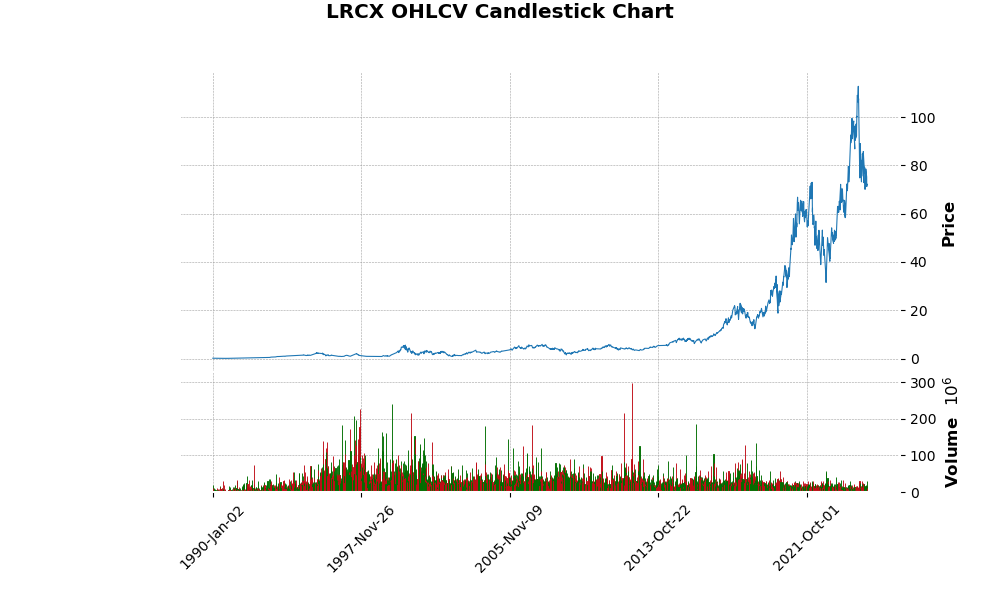 LRCX OHLCV Candlestick Chart
100
80
60
40
20
0
Price
300
200
100
0
Volume 10^6
1990-Jan-02
1997-Nov-26
2005-Nov-09
2013-Oct-22
2021-Oct-01